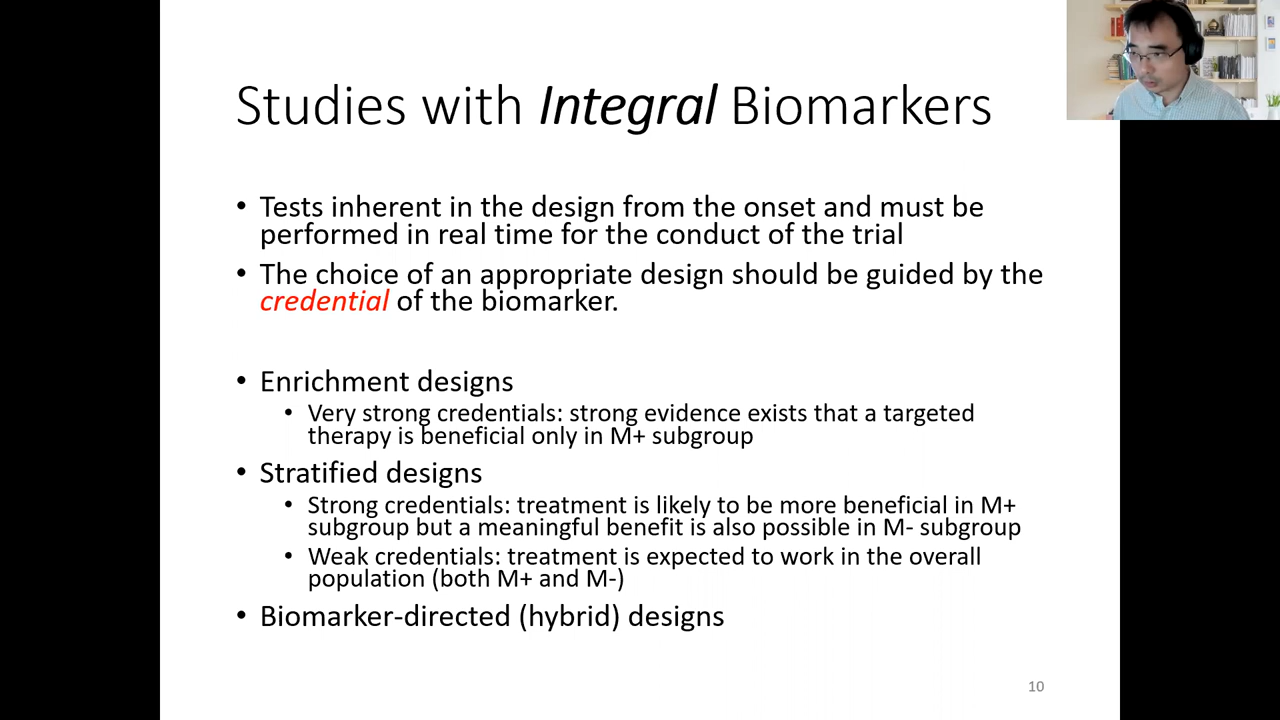 Studies with Integral Biomarkers
• Tests inherent in the design from the onset and must be
performed in real time for the conduct of the trial
• The choice of an appropriate design should be guided by the
credential of the biomarker.
• Enrichment designs
• Very strong credentials: strong evidence exists that a targeted
therapy is beneficial only in M+ subgroup
• Stratified designs
• Strong credentials: treatment is likely to be more beneficial in M+
subgroup but a meaningful benefit is also possible in M- subgroup
• Weak credentials: treatment is expected to work in the overall
population (both M+ and M-)
• Biomarker-directed (hybrid) designs
10